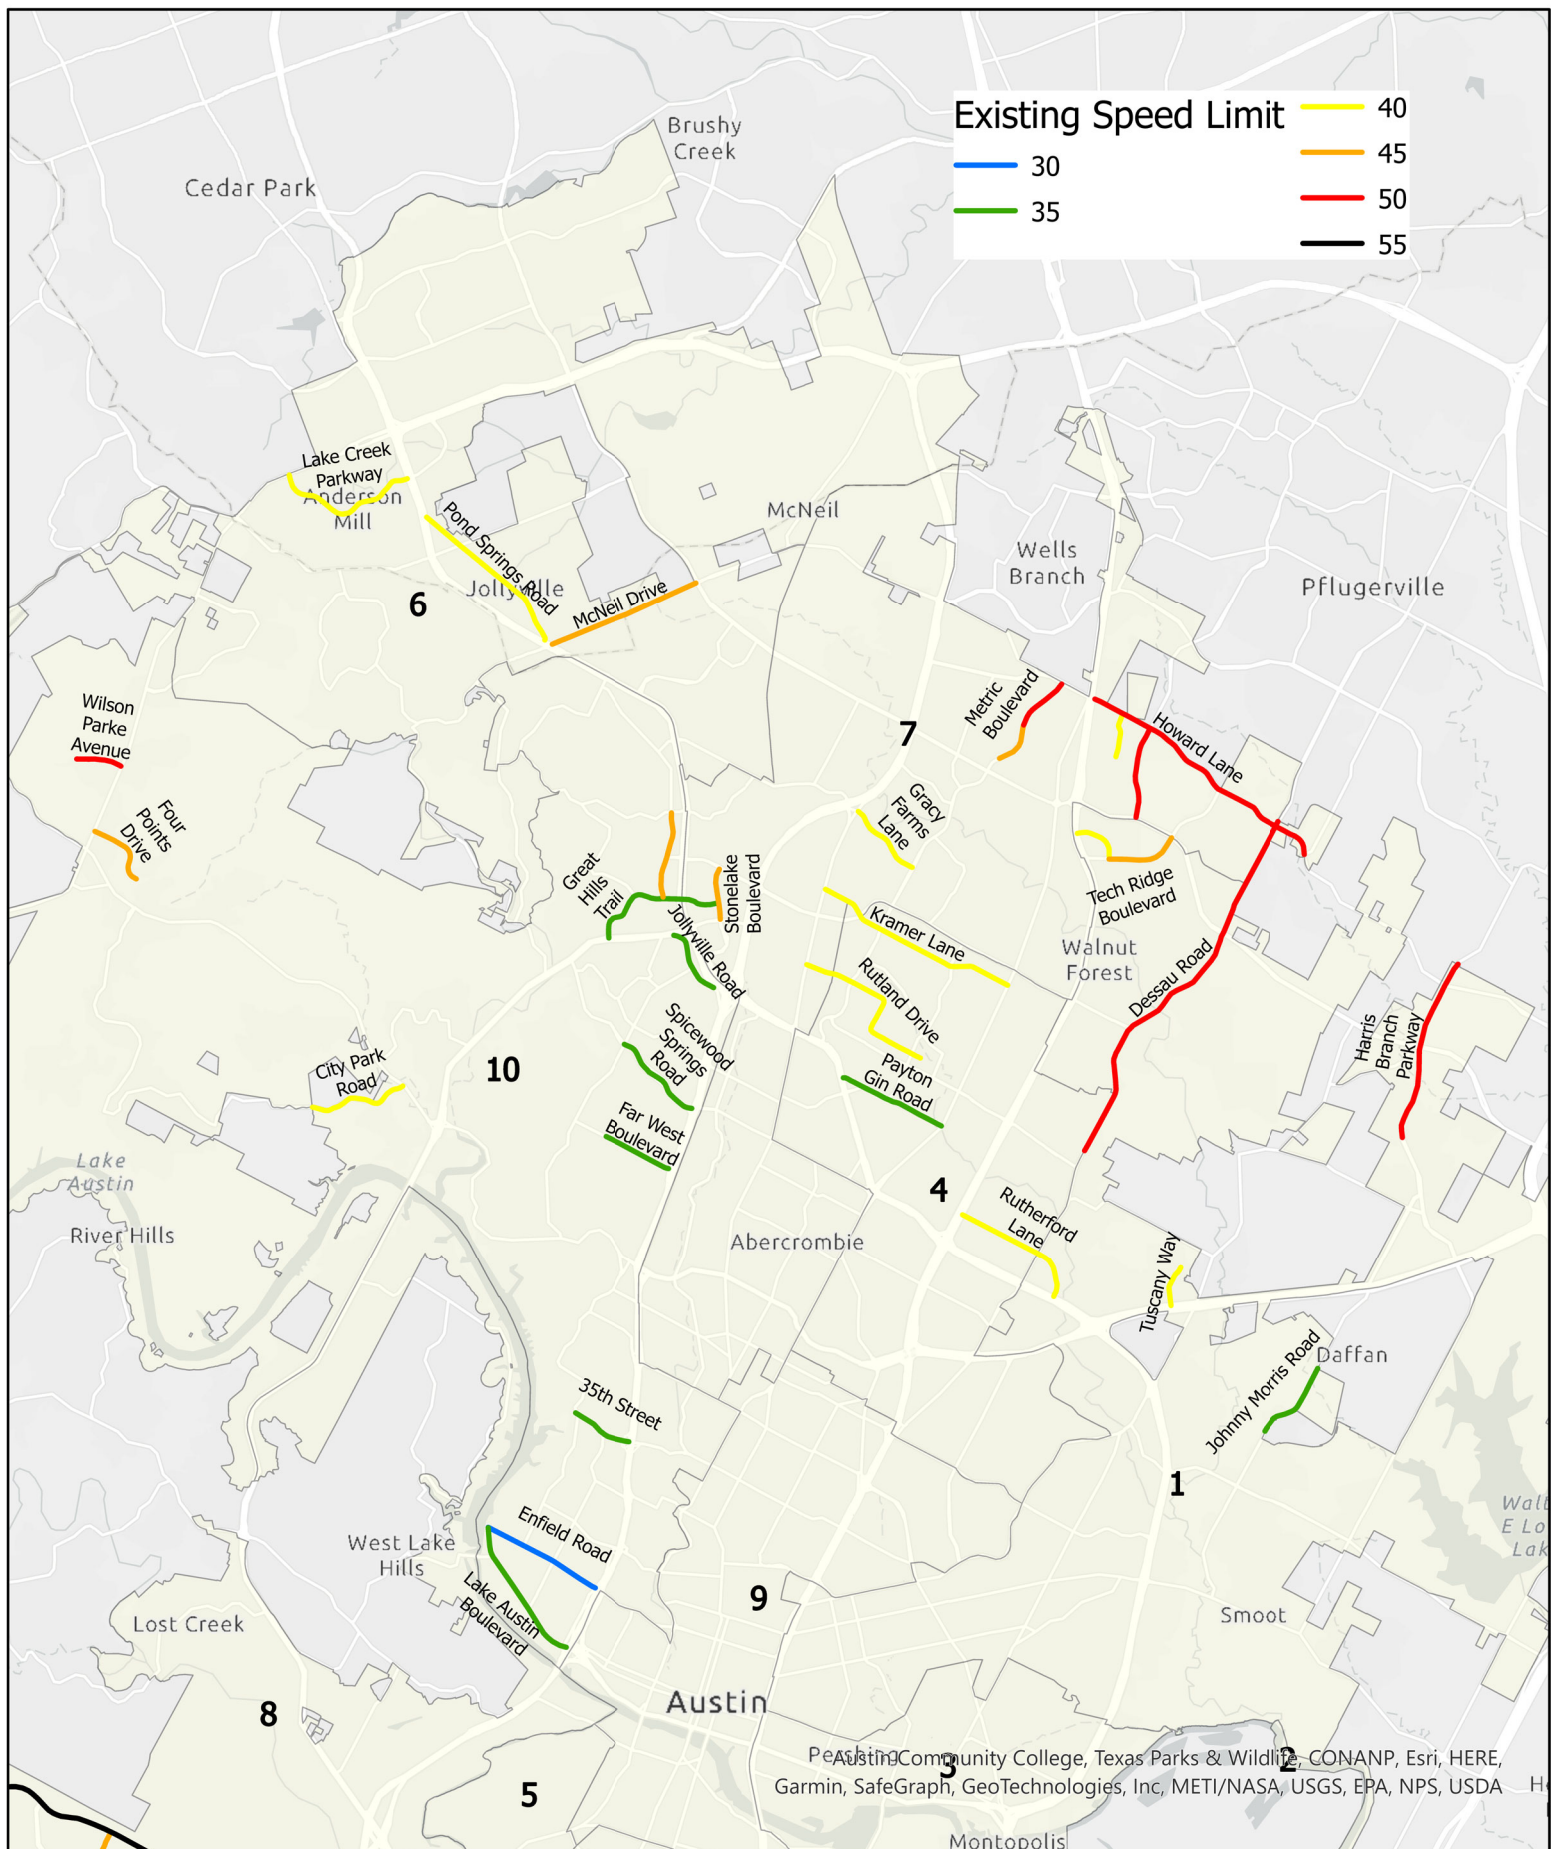 Existing Speed Limit
30
35
40
45
50
55
Brushy
Creek
Cedar Park
Lake Creek
Parkway
Anderson
Mill
Pond Springs Road
Jollyville
McNeil Drive
McNeil
Wells
Branch
Pflugerville
6
Wilson
Parke
Avenue
Metric
Boulevard
7
Howard Lane
Four
Points
Drive
Gracy
Farms
Lane
Great
Hills
Trail
Stonelake
Boulevard
Tech Ridge
Boulevard
Jollyville Road
Kramer Lane
Walnut
Forest
Dessau Road
Rutland Drive
Harris
Branch
Parkway
Spicewood
Springs
Road
10
City Park
Road
Payton
Gin Road
Far West
Boulevard
Lake
Austin
4
River Hills
Rutherford
Lane
Abercrombie
Tuscany Way
Johnny Morris Road
Daffan
35th Street
1
Enfield Road
West Lake
Hills
Walt
E Lo
Lak
Lake Austin
Boulevard
9
Lost Creek
Smoot
8
Austin
Pershing
3
2
5
Austin Community College, Texas Parks & Wildlife, CONANP, Esri, HERE,
Garmin, SafeGraph, GeoTechnologies, Inc, METI/NASA, USGS, EPA, NPS, USDA
H
Montopolis